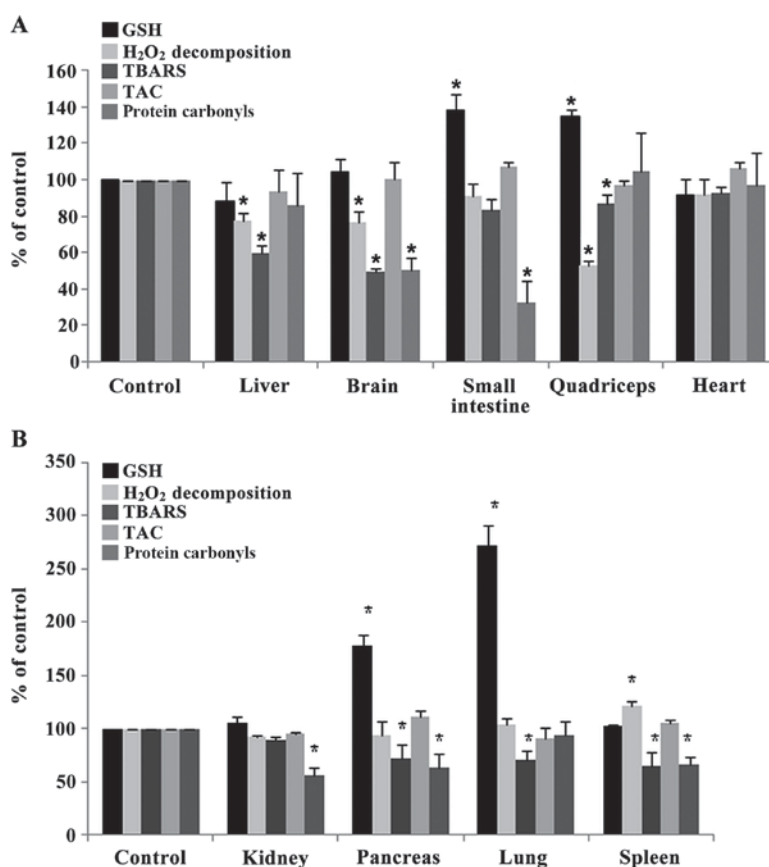 A
GSH
H₂O₂ decomposition
TBARS
TAC
Protein carbonyls
% of control
160
140
120
100
80
60
40
20
0
* * * * * * * * * * *
Control Liver Brain Small intestine Quadriceps Heart
B
GSH
H₂O₂ decomposition
TBARS
TAC
Protein carbonyls
% of control
350
300
250
200
150
100
50
0
* * * * * * * * *
Control Kidney Pancreas Lung Spleen